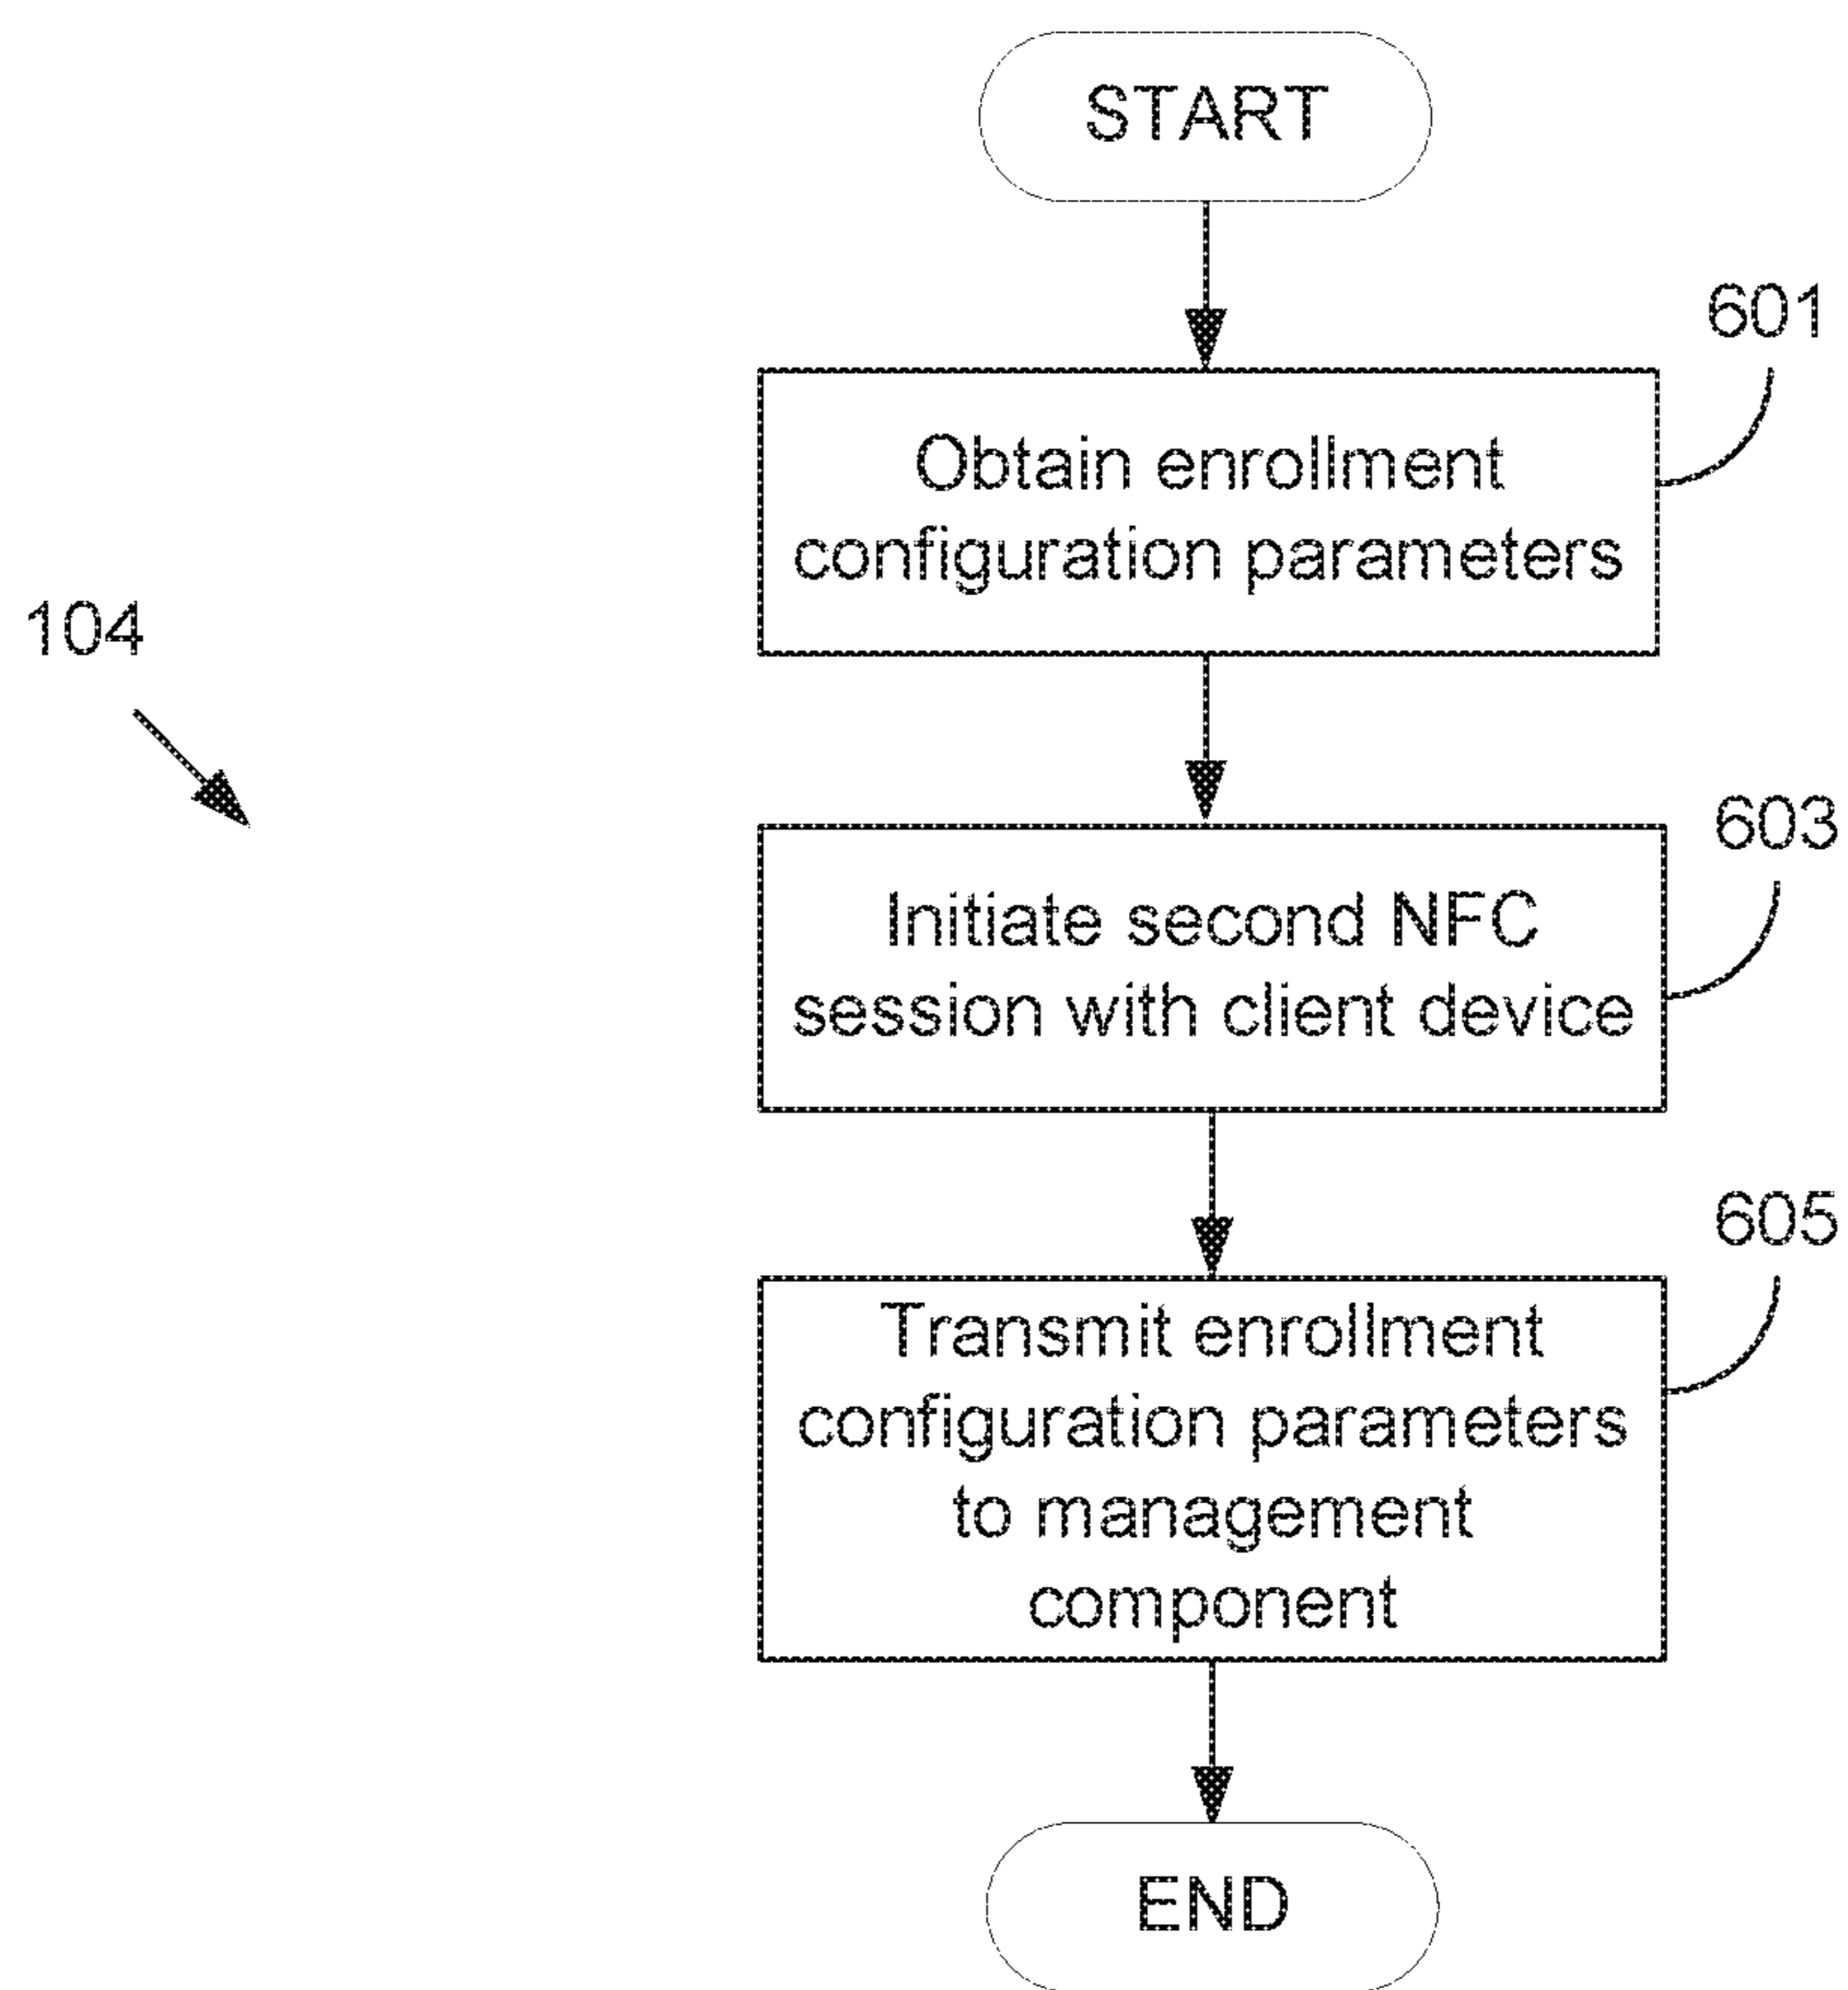 START
601
Obtain enrollment
configuration parameters
104
603
Initiate second NFC
session with client device
605
Transmit enrollment
configuration parameters
to management
component
END